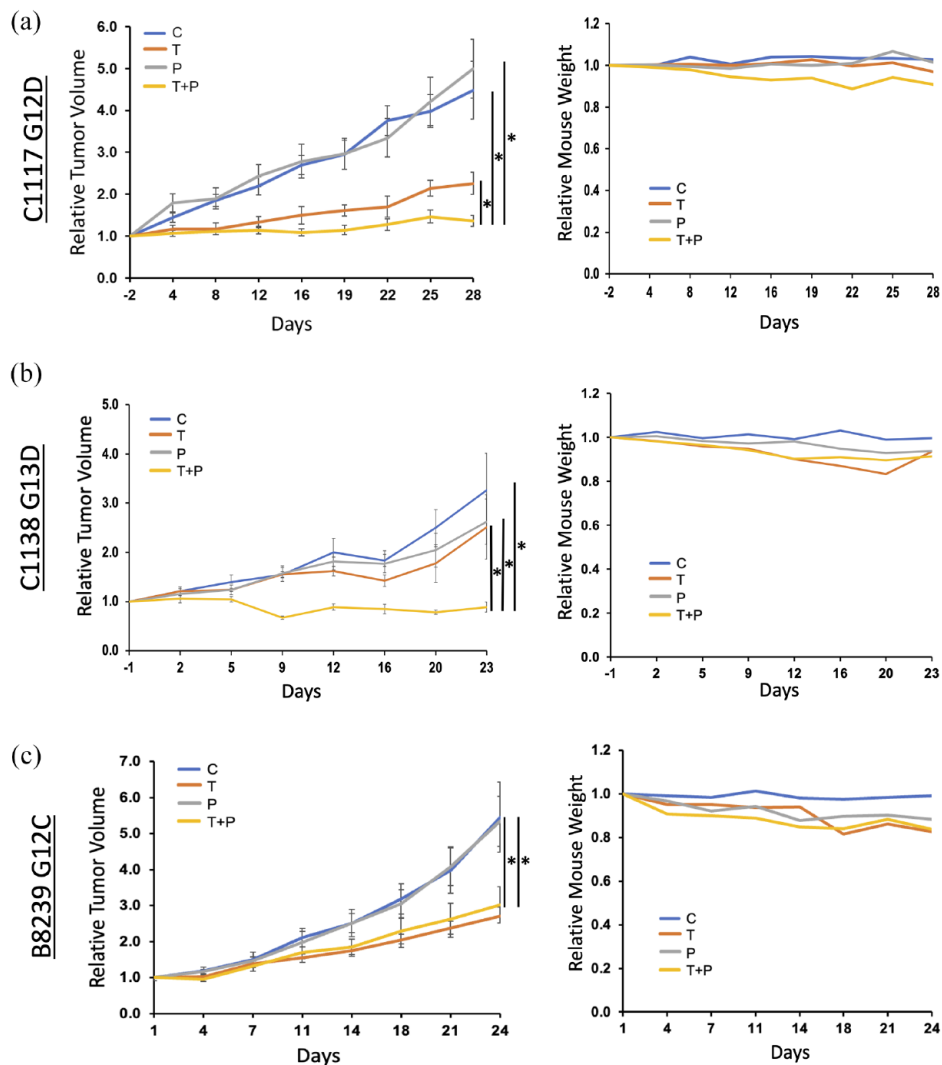 (a)
C1117 G12D
Relative Tumor Volume
6.0
5.0
4.0
3.0
2.0
1.0
0.0
C
T
P
T+P
* * *
-2 4 8 12 16 19 22 25 28
Days
Relative Mouse Weight
1.2
1.0
0.8
0.6
0.4
0.2
0.0
C
T
P
T+P
-2 4 8 12 16 19 22 25 28
Days
(b)
C1138 G13D
Relative Tumor Volume
5.0
4.0
3.0
2.0
1.0
0.0
C
T
P
T+P
* * *
-1 2 5 9 12 16 20 23
Days
Relative Mouse Weight
1.2
1.0
0.8
0.6
0.4
0.2
0.0
C
T
P
T+P
-1 2 5 9 12 16 20 23
Days
(c)
B8239 G12C
Relative Tumor Volume
7.0
6.0
5.0
4.0
3.0
2.0
1.0
0.0
C
T
P
T+P
* *
1 4 7 11 14 18 21 24
Days
Relative Mouse Weight
1.2
1.0
0.8
0.6
0.4
0.2
0.0
C
T
P
T+P
1 4 7 11 14 18 21 24
Days